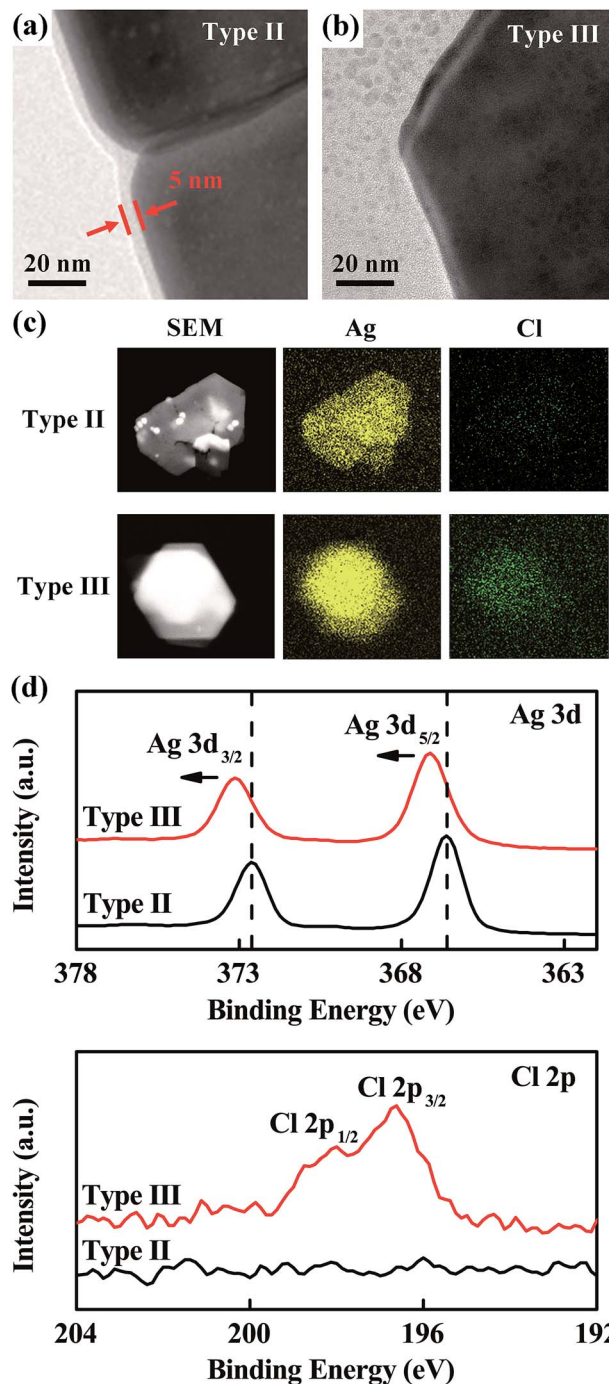 (a)
Type II
5 nm
20 nm
(b)
Type III
20 nm
(c)
SEM
Ag
Cl
Type II
Type III
(d)
Ag 3d
Ag 3d3/2
Ag 3d5/2
Type III
Type II
Intensity (a.u.)
378
373
368
363
Binding Energy (eV)
Cl 2p
Cl 2p3/2
Cl 2p1/2
Type III
Type II
Intensity (a.u.)
204
200
196
192
Binding Energy (eV)